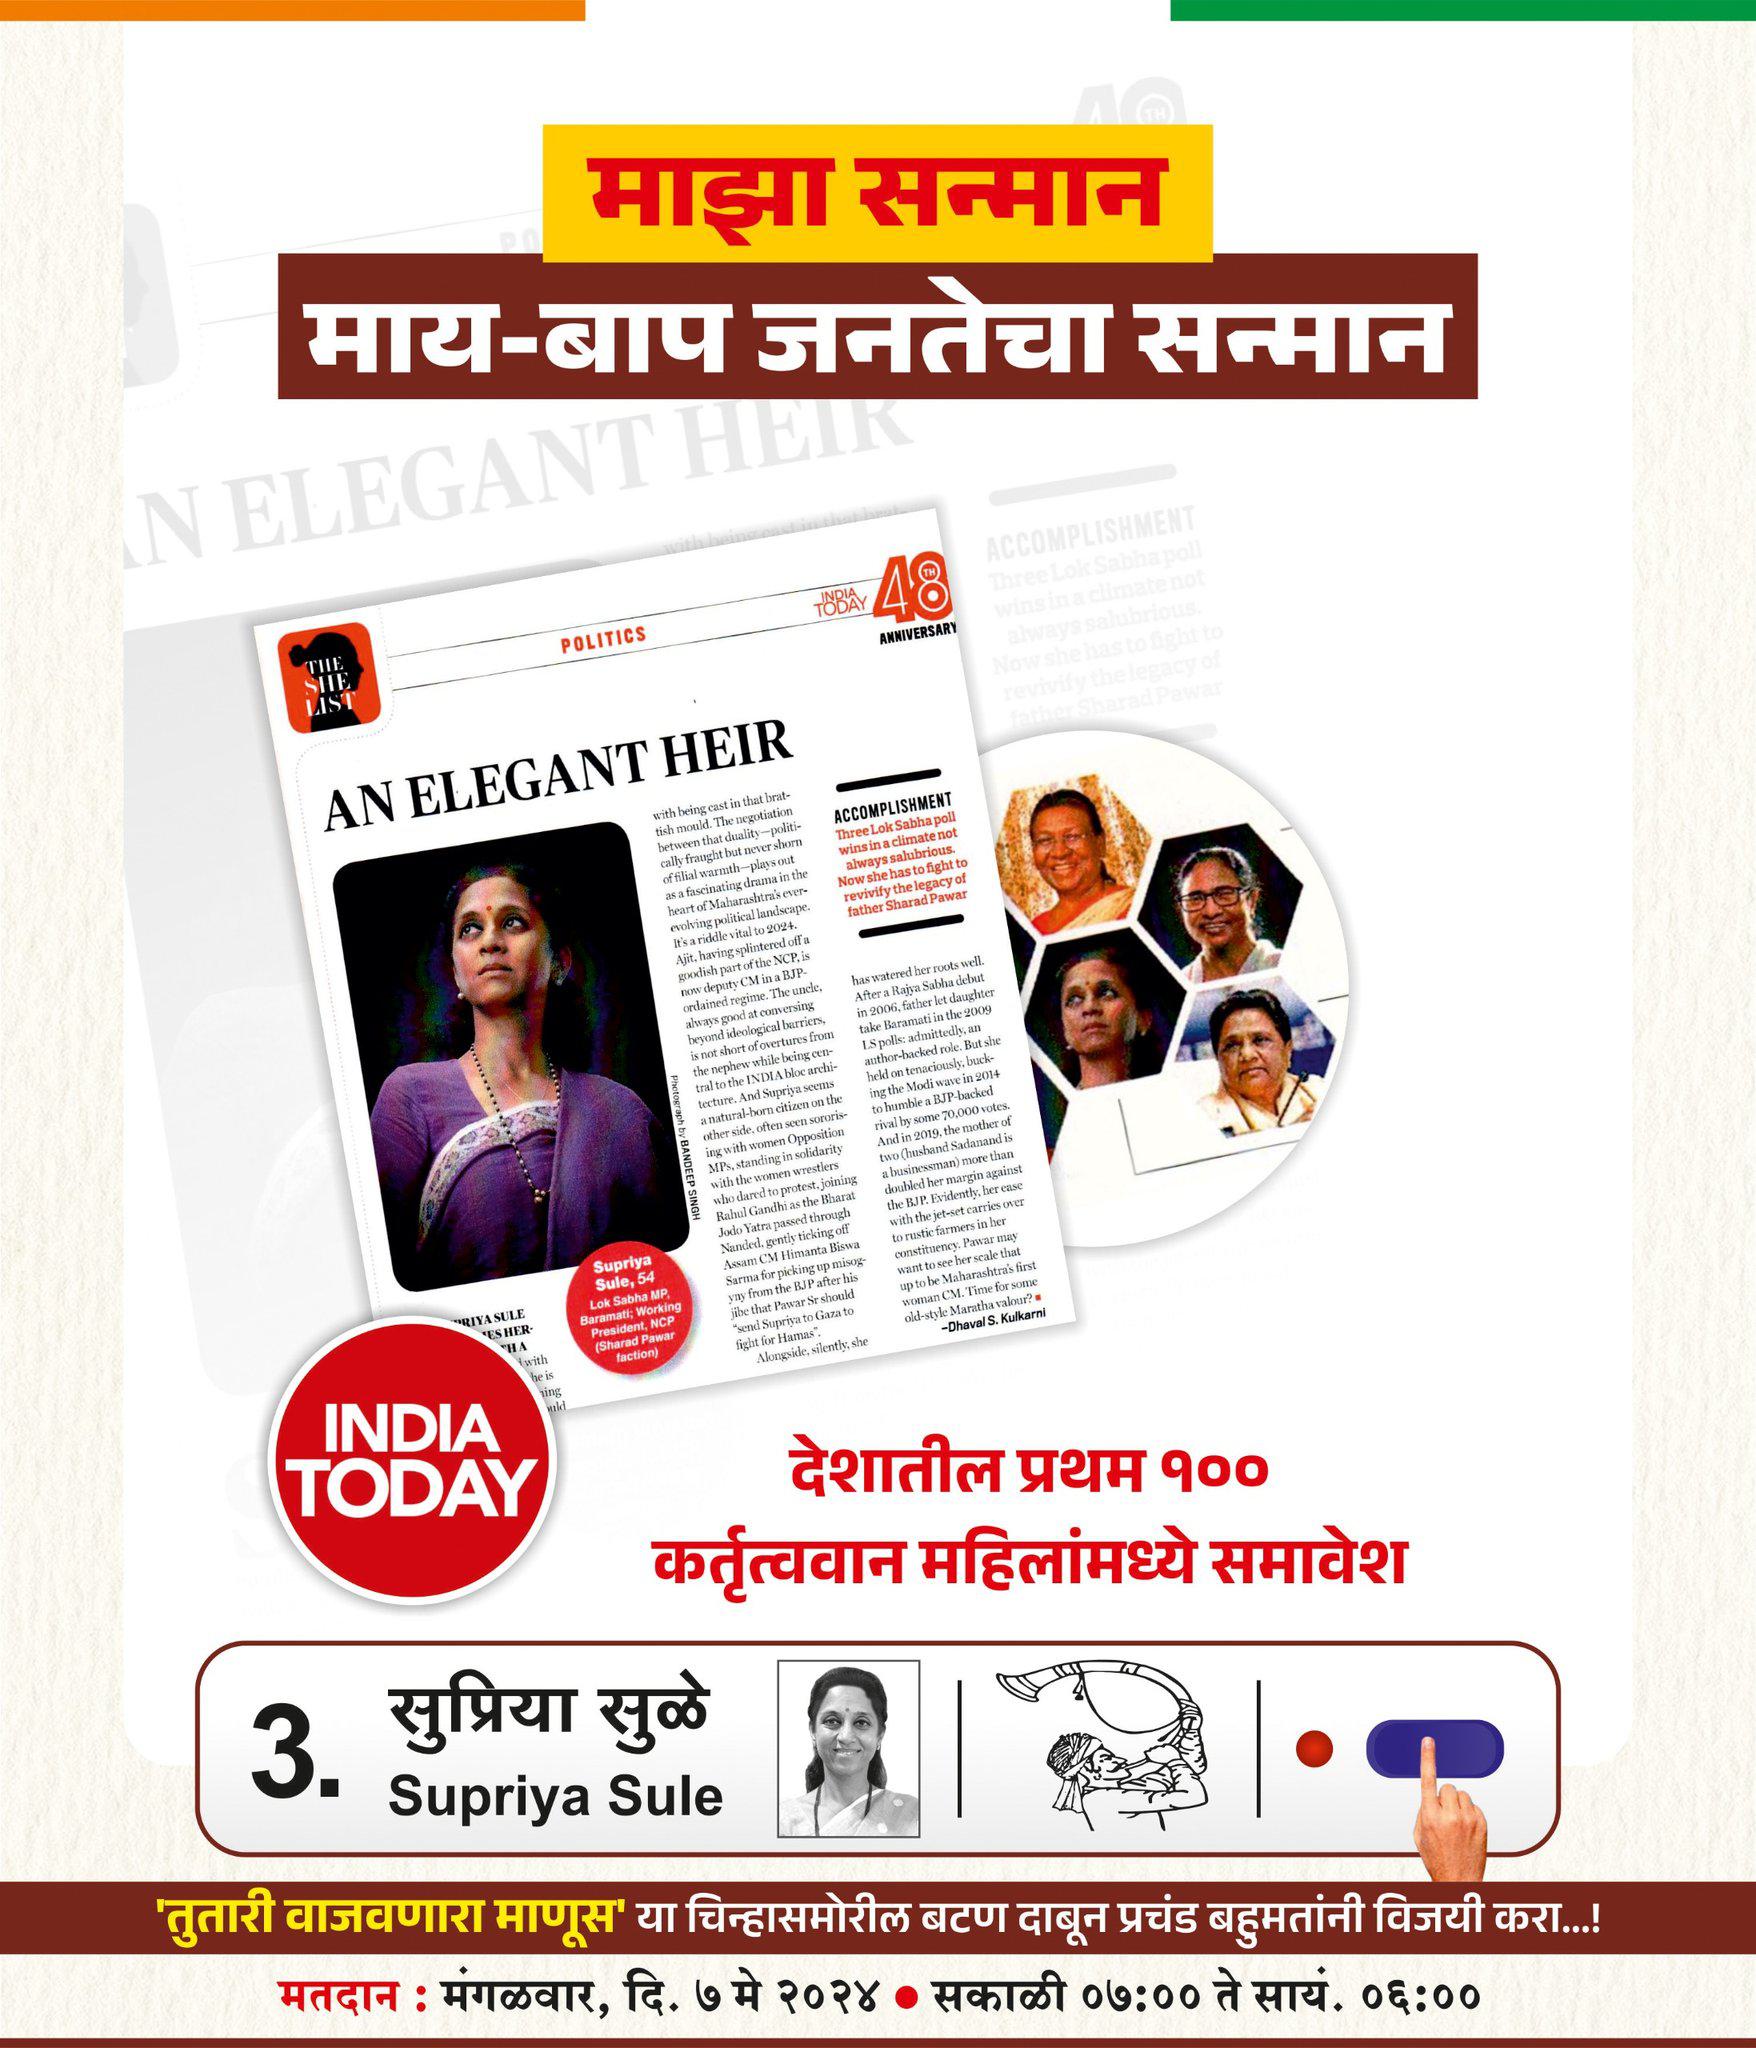 माझा सन्मान
माय-बाप जनतेचा सन्मान
AN ELEGANT HEIR
with being cast in that brat-
ACCOMPLISHMENT
Three Lok Sabha poll
wins in a climate not
always salubrious.
Now she has to fight to
revivify the legacy of
father Sharad Pawar
THE
SHE
LIST
POLITICS
INDIA
TODAY
48TH
ANNIVERSARY
AN ELEGANT HEIR
with being cast in that brat-
tish mould. The negotiation
between that duality—politi-
cally fraught but never shorn
of filial warmth—plays out
as a fascinating drama in the
heart of Maharashtra's ever-
evolving political landscape.
It's a riddle vital to 2024.
Ajit, having splintered off a
goodish part of the NCP, is
now deputy CM in a BJP-
ordained regime. The uncle,
always good at conversing
beyond ideological barriers,
is not short of overtures from
the nephew while being cen-
tral to the INDIA bloc archi-
tecture. And Supriya seems
a natural-born citizen on the
other side, often seen sororis-
ing with women Opposition
MPs, standing in solidarity
with the women wrestlers
who dared to protest, joining
Rahul Gandhi as the Bharat
Jodo Yatra passed through
Nanded, gently ticking off
Assam CM Himanta Biswa
Sarma for picking up misog-
yny from the BJP after his
jibe that Pawar Sr should
"send Supriya to Gaza to
fight for Hamas".
Alongside, silently, she
ACCOMPLISHMENT
Three Lok Sabha poll
wins in a climate not
always salubrious.
Now she has to fight to
revivify the legacy of
father Sharad Pawar
has watered her roots well.
After a Rajya Sabha debut
in 2006, father let daughter
take Baramati in the 2009
LS polls: admittedly, an
author-backed role. But she
held on tenaciously, buck-
ing the Modi wave in 2014
to humble a BJP-backed
rival by some 70,000 votes.
And in 2019, the mother of
two (husband Sadanand is
a businessman) more than
doubled her margin against
the BJP. Evidently, her ease
with the jet-set carries over
to rustic farmers in her
constituency. Pawar may
want to see her scale that
up to be Maharashtra's first
woman CM. Time for some
old-style Maratha valour?
–Dhaval S. Kulkarni
Photograph by BANDEEP SINGH
Supriya
Sule, 54
Lok Sabha MP,
Baramati; Working
President, NCP
(Sharad Pawar
faction)
SULE
HER-
A
with
he is
INDIA
TODAY
देशातील प्रथम १००
कर्तृत्ववान महिलांमध्ये समावेश
3. सुप्रिया सुळे
Supriya Sule
'तुतारी वाजवणारा माणूस' या चिन्हासमोरील बटण दाबून प्रचंड बहुमतांनी विजयी करा...!
मतदान : मंगळवार, दि. ७ मे २०२४ ● सकाळी ०७:०० ते सायं. ०६:००